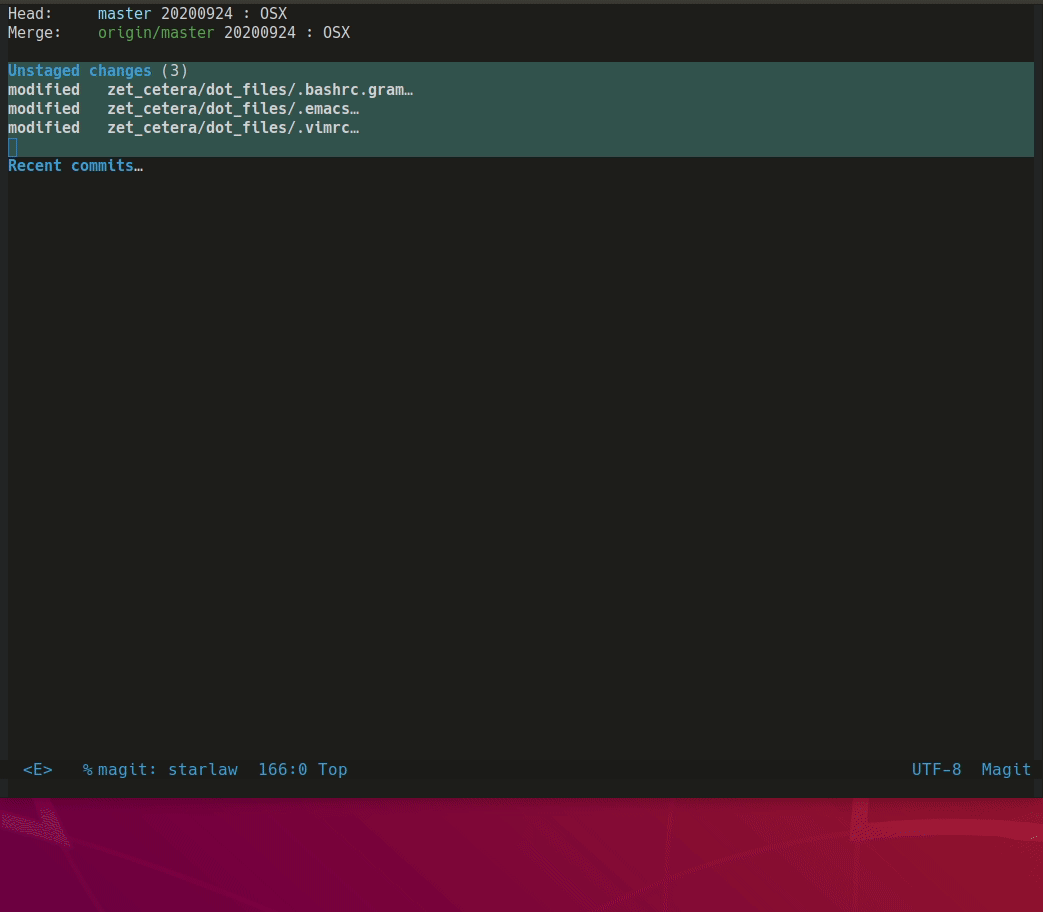 Head:     master 20200924 : OSX
Merge:    origin/master 20200924 : OSX
Unstaged changes (3)
modified   zet_cetera/dot_files/.bashrc.gram…
modified   zet_cetera/dot_files/.emacs…
modified   zet_cetera/dot_files/.vimrc…
Recent commits…
<E>   % magit: starlaw  166:0 Top   UTF-8  Magit